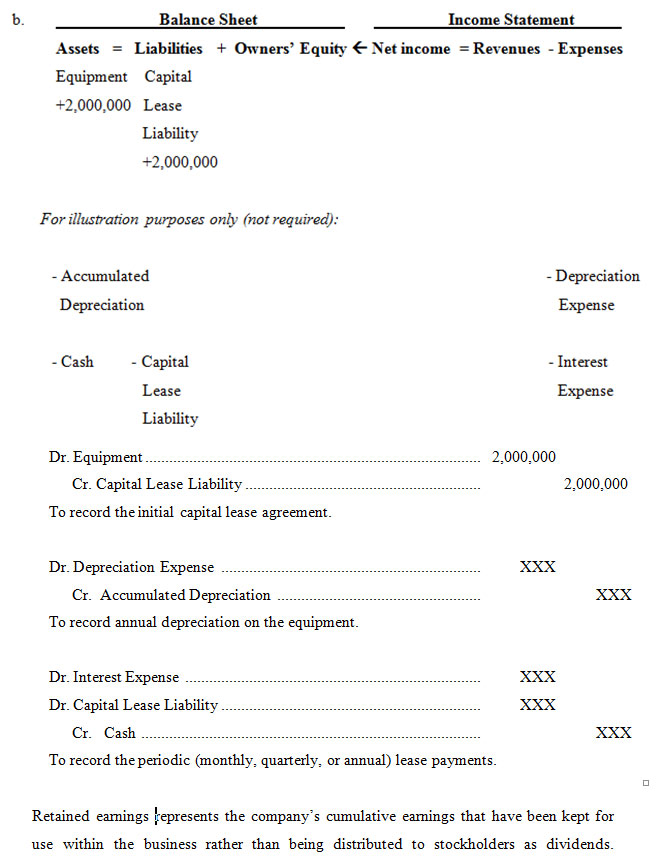 b. Balance Sheet Income Statement
Assets = Liabilities + Owners' Equity ← Net income = Revenues - Expenses
Equipment Capital
+2,000,000 Lease
Liability
+2,000,000
For illustration purposes only (not required):
- Accumulated - Depreciation
Depreciation Expense
- Cash - Capital - Interest
Lease Expense
Liability
Dr. Equipment ........................................ 2,000,000
Cr. Capital Lease Liability ........................................ 2,000,000
To record the initial capital lease agreement.
Dr. Depreciation Expense ........................................ XXX
Cr. Accumulated Depreciation ........................................ XXX
To record annual depreciation on the equipment.
Dr. Interest Expense ........................................ XXX
Dr. Capital Lease Liability ........................................ XXX
Cr. Cash ........................................ XXX
To record the periodic (monthly, quarterly, or annual) lease payments.
Retained earnings represents the company's cumulative earnings that have been kept for
use within the business rather than being distributed to stockholders as dividends.